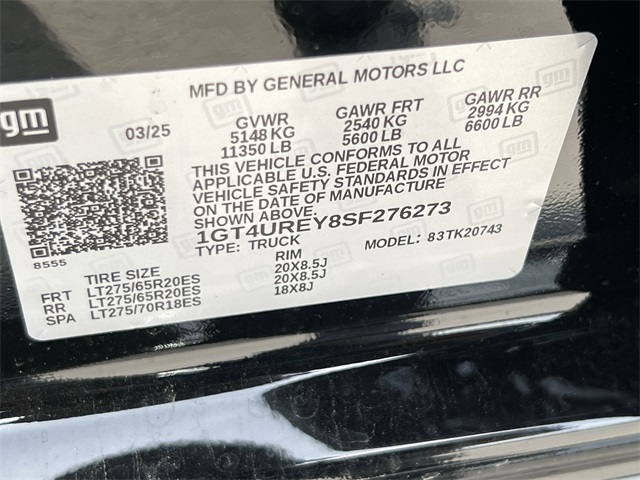 MFD BY GENERAL MOTORS LLC
gm
03/25
GVWR
5148 KG
11350 LB
GAWR FRT
2540 KG
5600 LB
GAWR RR
2994 KG
6600 LB
THIS VEHICLE CONFORMS TO ALL
APPLICABLE U.S. FEDERAL MOTOR
VEHICLE SAFETY STANDARDS IN EFFECT
ON THE DATE OF MANUFACTURE
SHOWN ABOVE.
1GT4UREY8SF276273
TYPE: TRUCK
MODEL: 83TK20743
8555
TIRE SIZE
RIM
FRT LT275/65R20ES 20X8.5J
RR LT275/65R20ES 20X8.5J
SPA LT275/70R18ES 18X8J